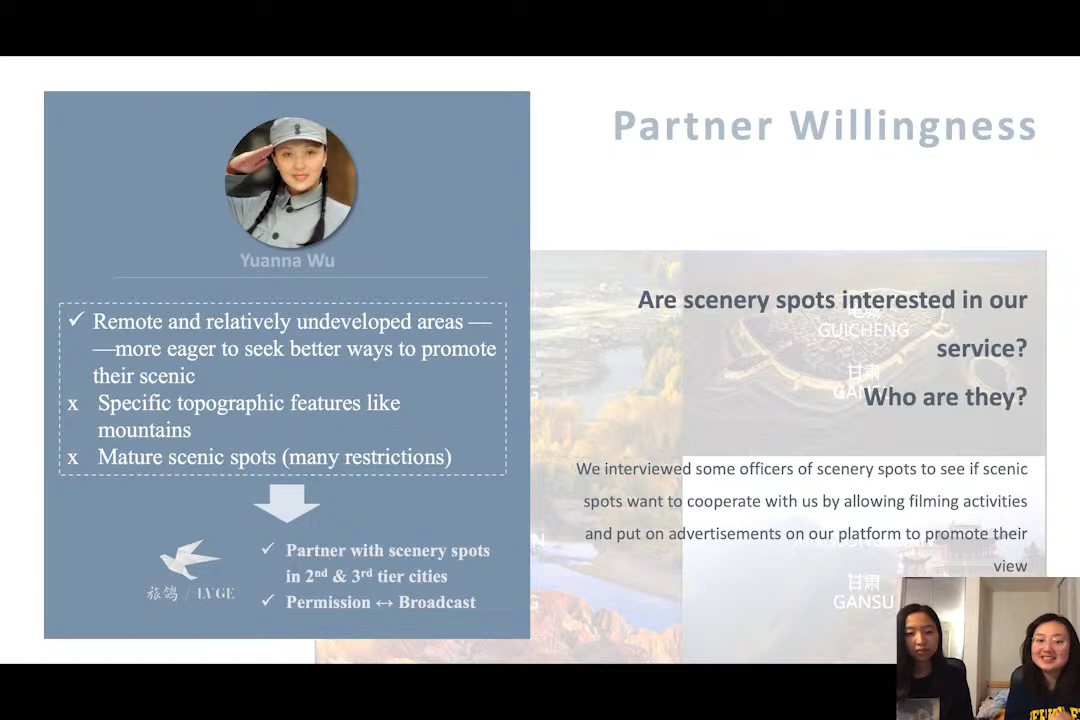 Partner Willingness
Yuanna Wu
✓ Remote and relatively undeveloped areas —
—more eager to seek better ways to promote
their scenic
x Specific topographic features like
mountains
x Mature scenic spots (many restrictions)
旅鸽 / LVGE
✓ Partner with scenery spots
in 2nd & 3rd tier cities
✓ Permission ↔ Broadcast
Are scenery spots interested in our
service?
Who are they?
GUICHENG
甘肃
We interviewed some officers of scenery spots to see if scenic
spots want to cooperate with us by allowing filming activities
and put on advertisements on our platform to promote their
view
甘肃
GANSU